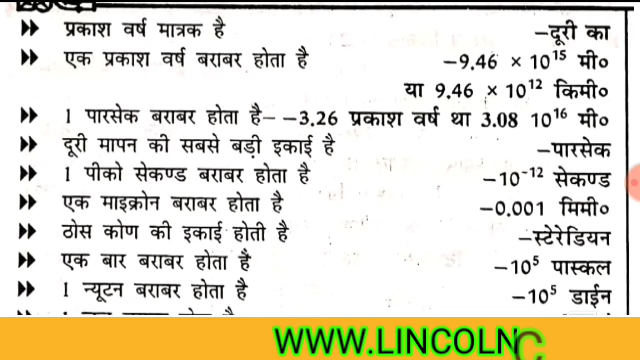 ▶▶ प्रकाश वर्ष मात्रक है –दूरी का
▶▶ एक प्रकाश वर्ष बराबर होता है –9.46 × 10¹⁵ मी०
या 9.46 × 10¹² किमी०
▶▶ 1 पारसेक बराबर होता है– –3.26 प्रकाश वर्ष था 3.08 10¹⁶ मी०
▶▶ दूरी मापन की सबसे बड़ी इकाई है –पारसेक
▶▶ 1 पीको सेकण्ड बराबर होता है –10⁻¹² सेकण्ड
▶▶ एक माइक्रोन बराबर होता है –0.001 मिमी०
▶▶ ठोस कोण की इकाई होती है –स्टेरेडियन
▶▶ एक बार बराबर होता है –10⁵ पास्कल
▶▶ 1 न्यूटन बराबर होता है –10⁵ डाईन
WWW.LINCOLNC